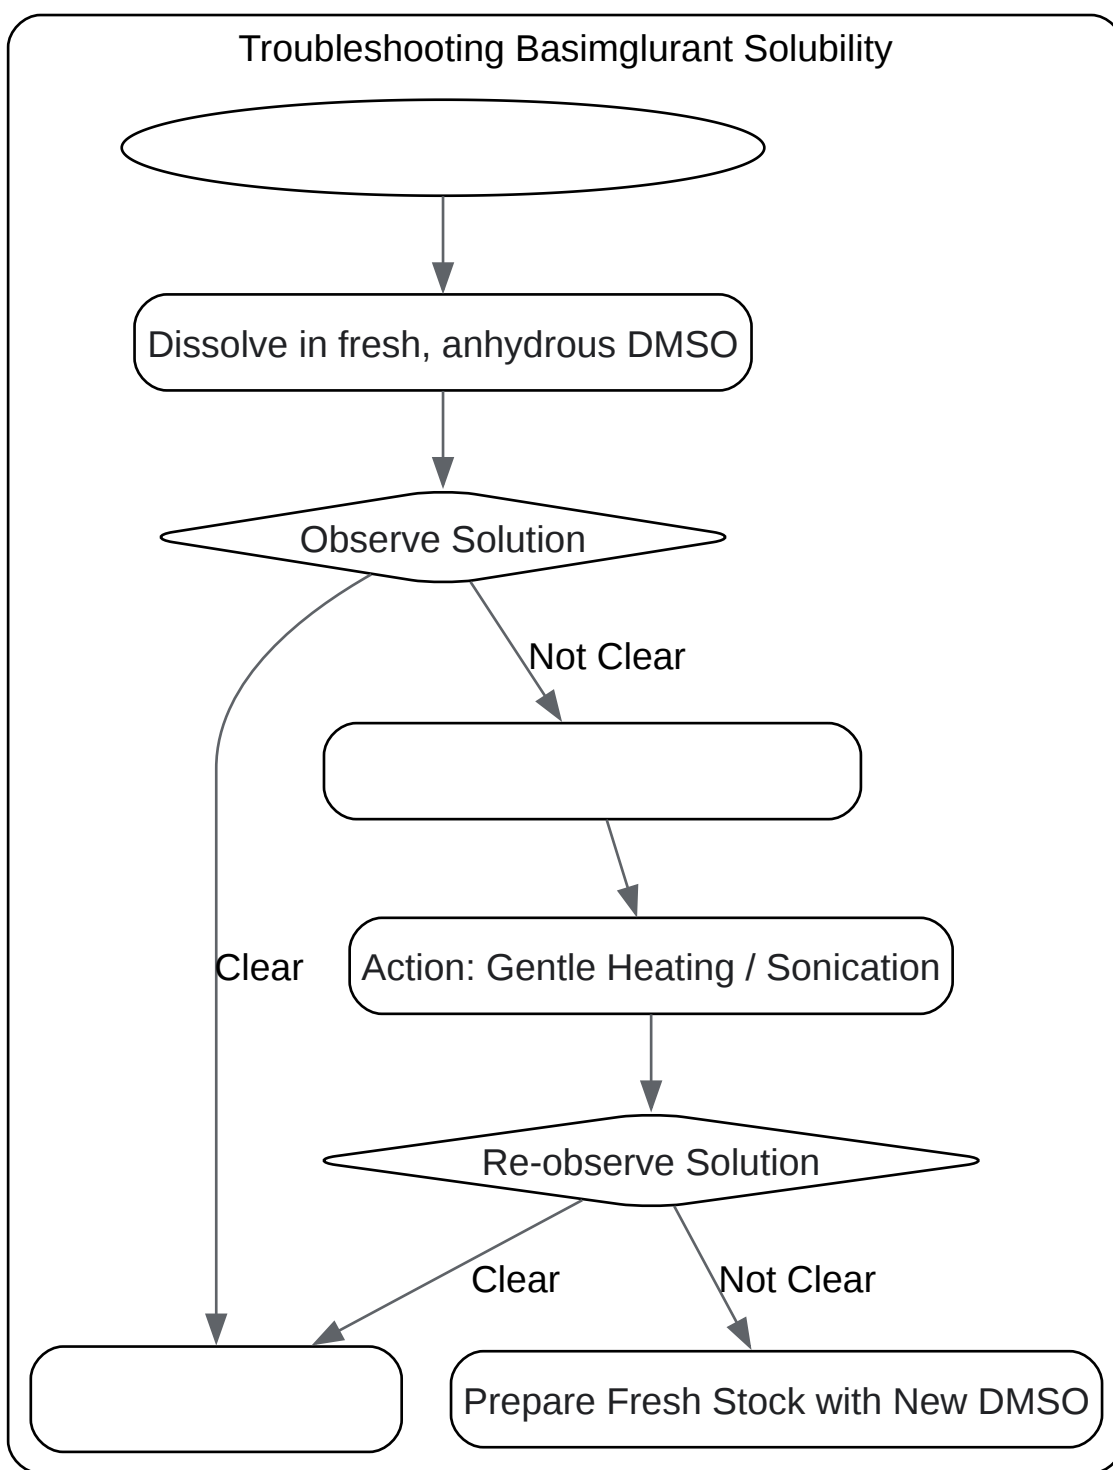 Troubleshooting Basimglurant Solubility
Dissolve in fresh, anhydrous DMSO
Observe Solution
Not Clear
Clear
Action: Gentle Heating / Sonication
Re-observe Solution
Clear
Not Clear
Prepare Fresh Stock with New DMSO